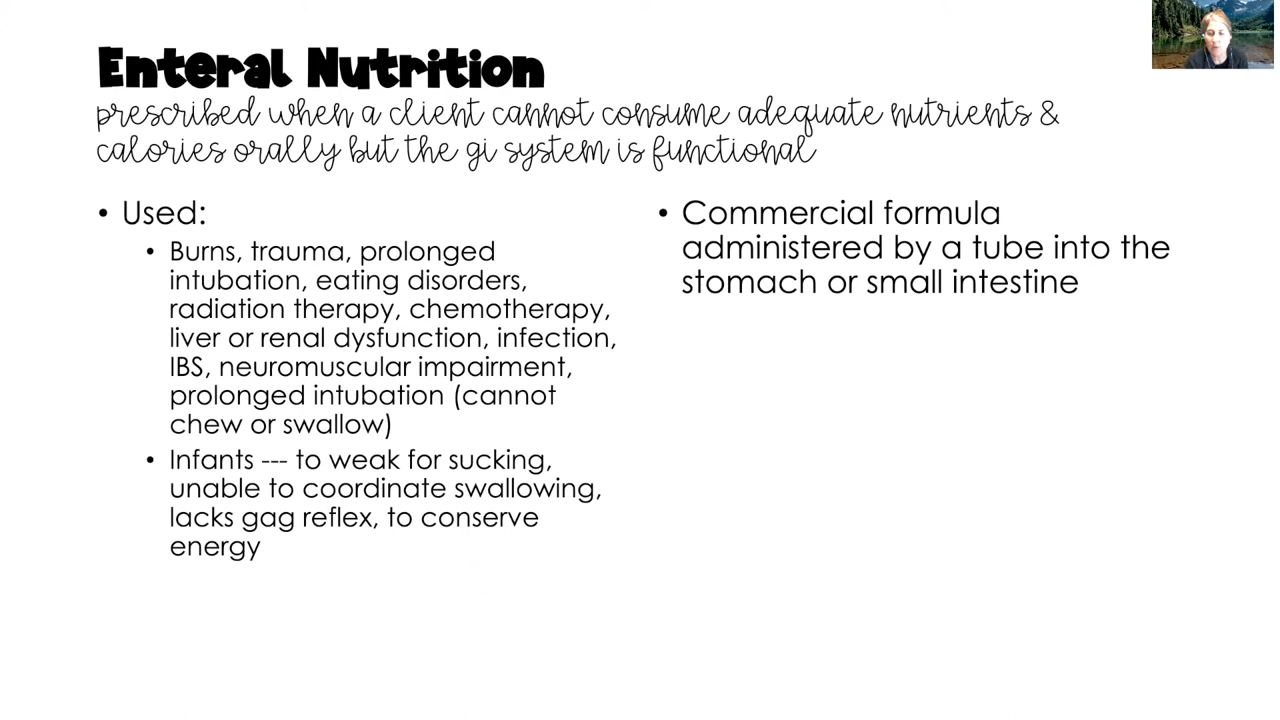 Enteral Nutrition
prescribed when a client cannot consume adequate nutrients &
calories orally but the gi system is functional
• Used:
• Burns, trauma, prolonged
intubation, eating disorders,
radiation therapy, chemotherapy,
liver or renal dysfunction, infection,
IBS, neuromuscular impairment,
prolonged intubation (cannot
chew or swallow)
• Infants --- to weak for sucking,
unable to coordinate swallowing,
lacks gag reflex, to conserve
energy
• Commercial formula
administered by a tube into the
stomach or small intestine